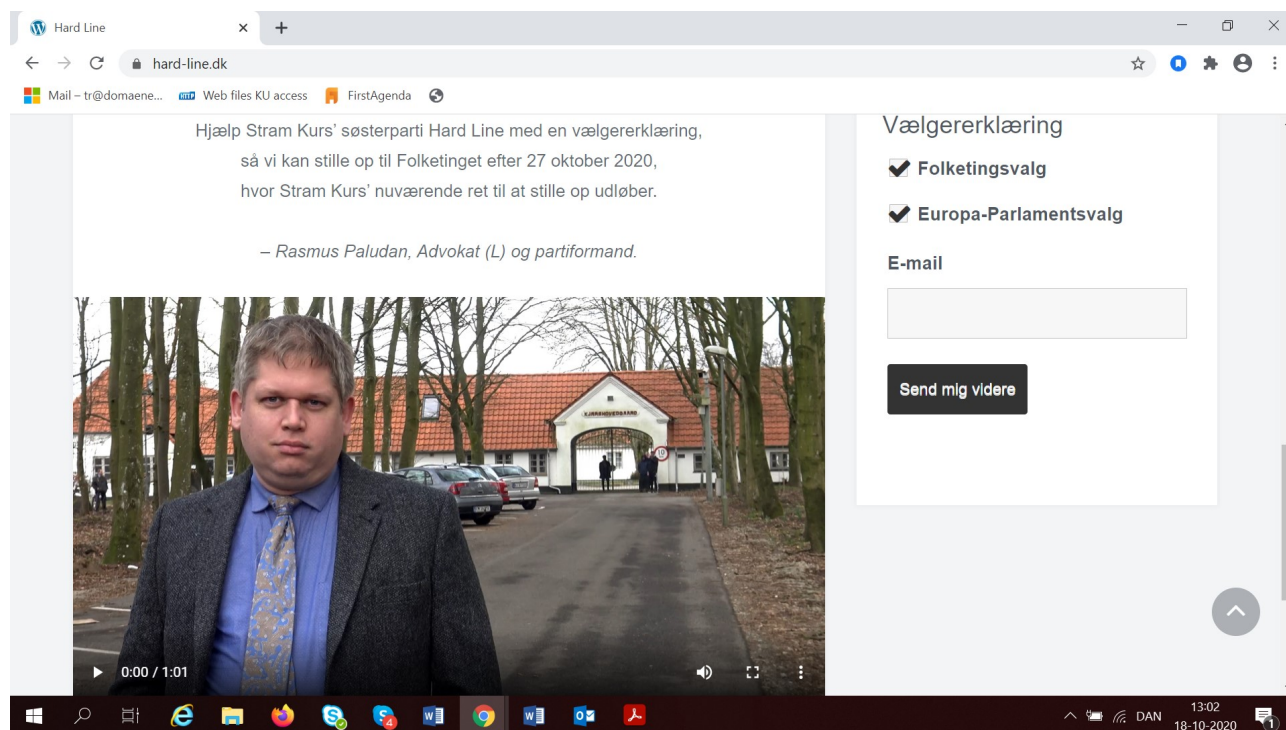 Hard Line
hard-line.dk
Mail – tr@domaene...
Web files KU access
FirstAgenda
Hjælp Stram Kurs’ søsterparti Hard Line med en vælgererklæring,
så vi kan stille op til Folketinget efter 27 oktober 2020,
hvor Stram Kurs’ nuværende ret til at stille op udløber.
– Rasmus Paludan, Advokat (L) og partiformand.
0:00 / 1:01
Vælgererklæring
Folketingsvalg
Europa-Parlamentsvalg
E-mail
Send mig videre
10
DAN
13:02
18-10-2020